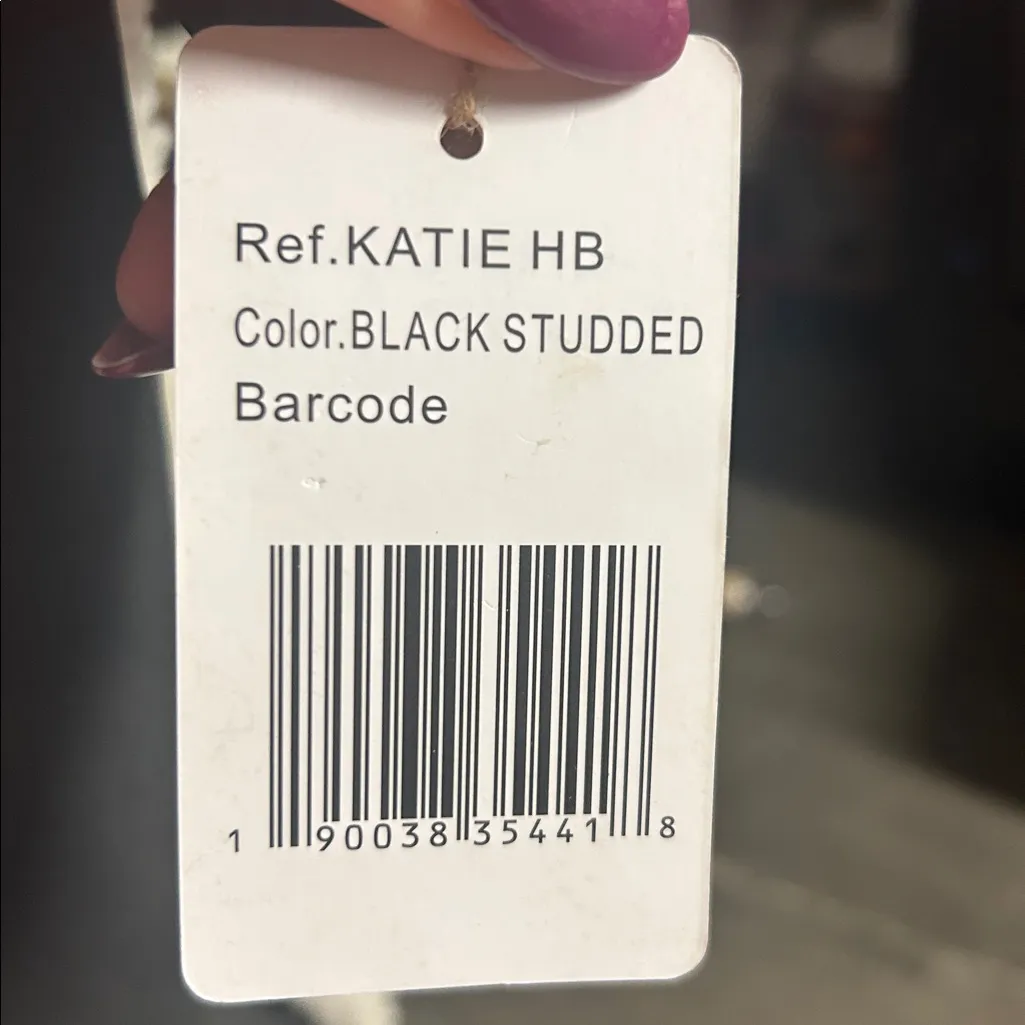 Ref.KATIE HB
Color.BLACK STUDDED
Barcode
1 90038 35441 8